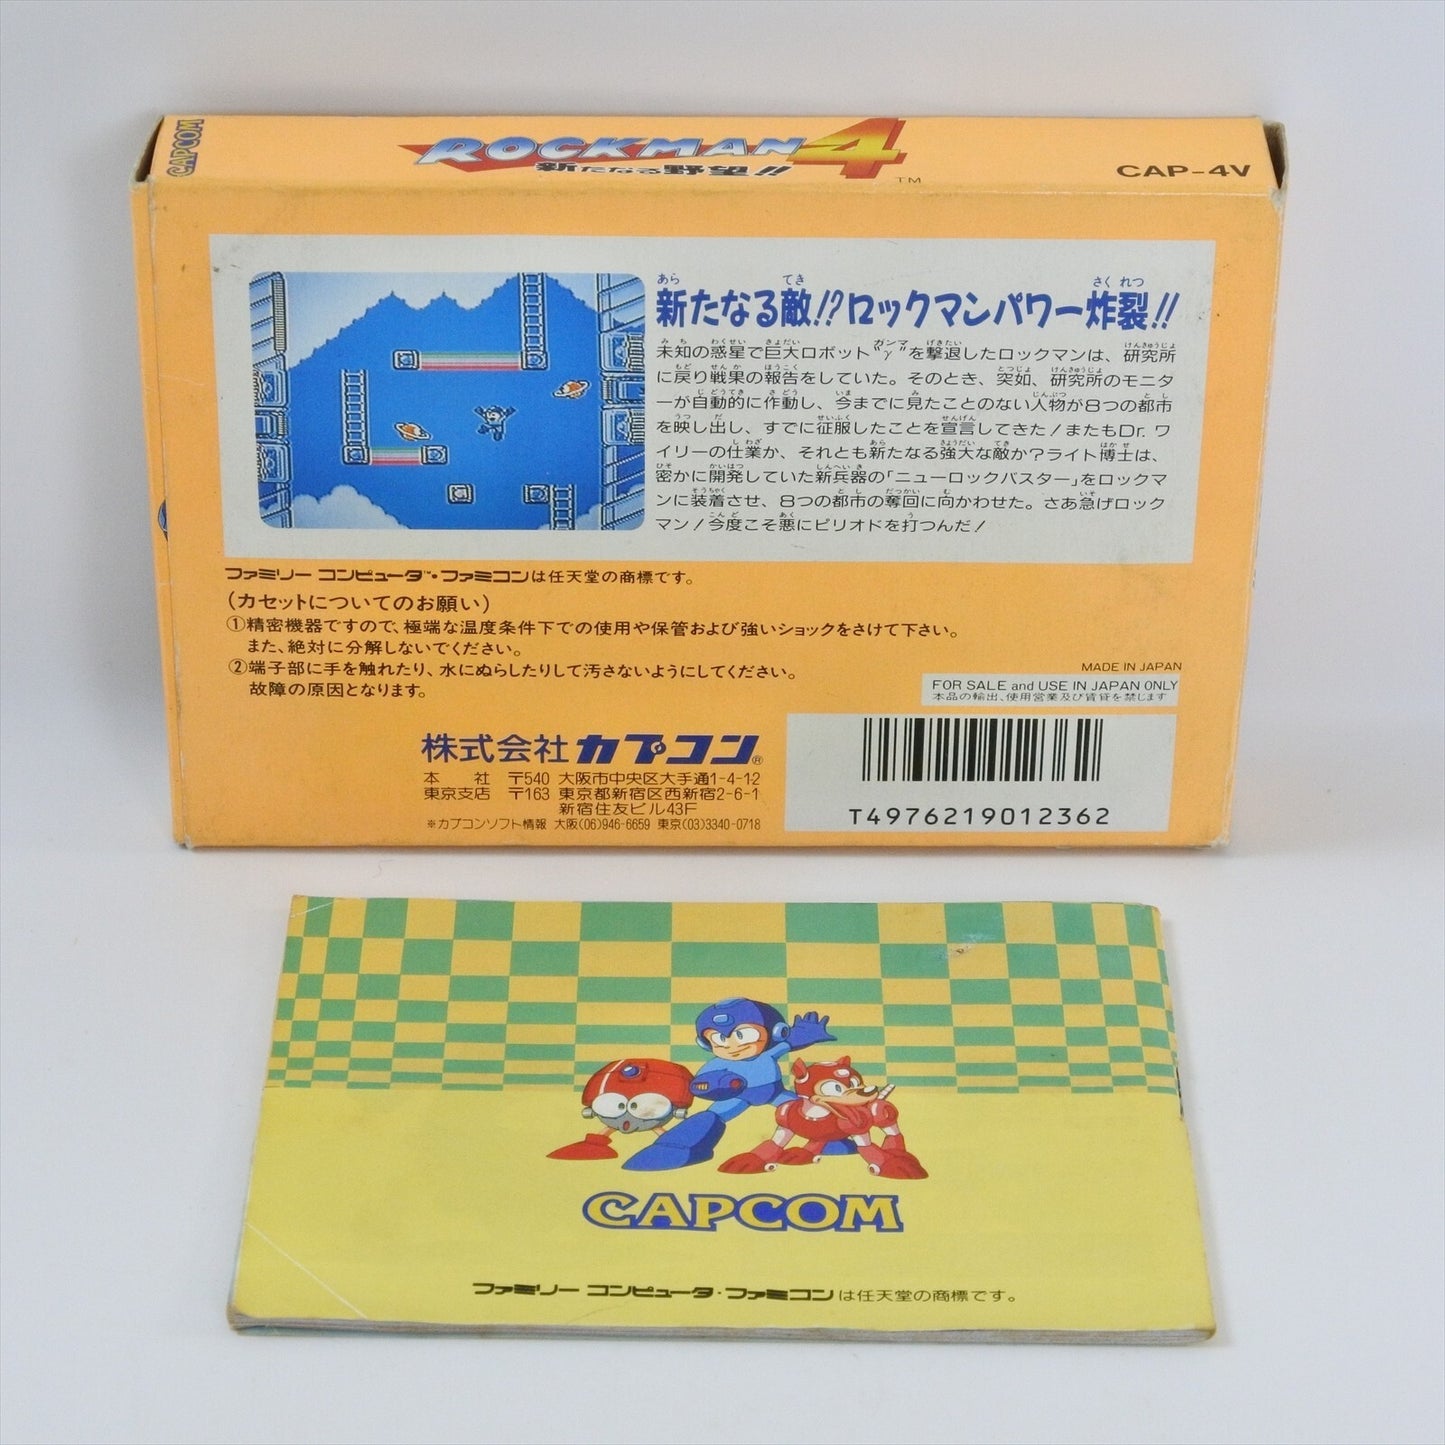 CAPCOM
ROCKMAN 4
新たなる野望!!
TM
CAP-4V
新たなる敵!?ロックマンパワー炸裂!!
未知の惑星で巨大ロボット"γ"を撃退したロックマンは、研究所
に戻り戦果の報告をしていた。そのとき、突如、研究所のモニタ
ーが自動的に作動し、今までに見たことのない人物が8つの都市
を映し出し、すでに征服したことを宣言してきた!またもDr.ワ
イリーの仕業か、それとも新たなる強大な敵か?ライト博士は、
密かに開発していた新兵器の「ニューロックバスター」をロックマ
ンに装着させ、8つの都市の奪回に向かわせた。さあ急げロック
マン!今度こそ悪にピリオドを打つんだ!
ファミリー コンピュータ™・ファミコンは任天堂の商標です。
(カセットについてのお願い)
①精密機器ですので、極端な温度条件下での使用や保管および強いショックをさけて下さい。
また、絶対に分解しないでください。
②端子部に手を触れたり、水にぬらしたりして汚さないようにしてください。
故障の原因となります。
MADE IN JAPAN
FOR SALE and USE IN JAPAN ONLY
本品の輸出、使用営業及び賃貸を禁じます
株式会社カプコン®
本 社 〒540 大阪市中央区大手通1-4-12
東京支店 〒163 東京都新宿区西新宿2-6-1
新宿住友ビル43F
※カプコンソフト情報 大阪(06)946-6659 東京(03)3340-0718
T4976219012362
CAPCOM
ファミリー コンピュータ・ファミコンは任天堂の商標です。